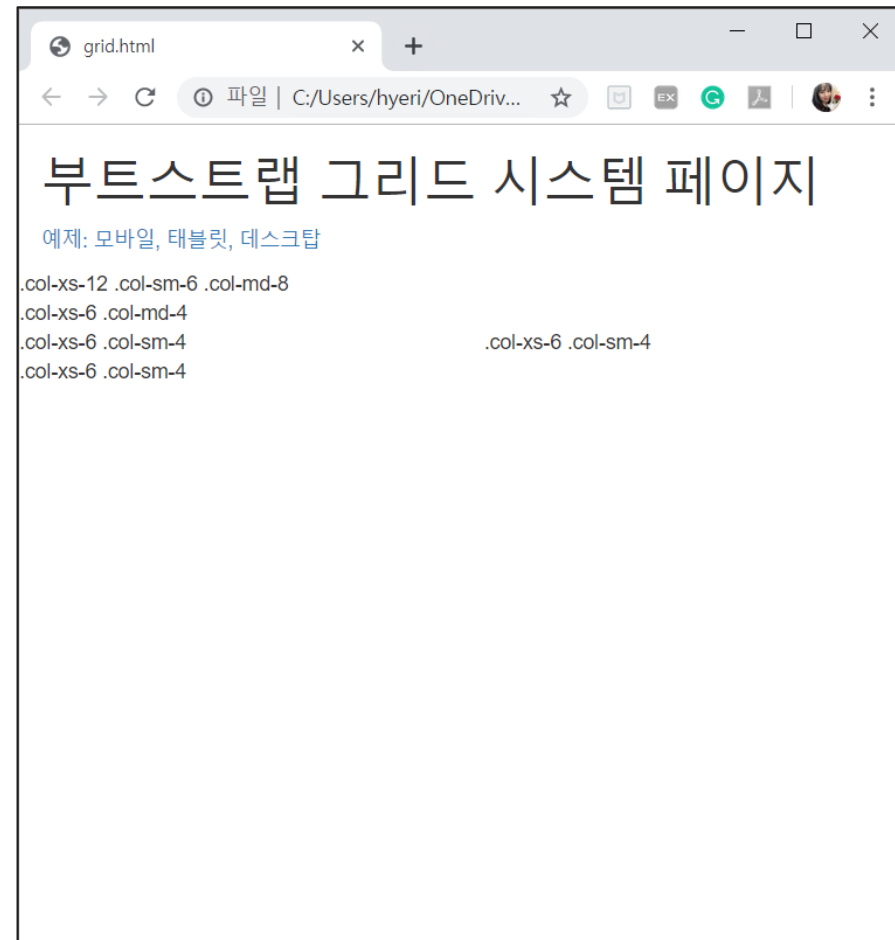 grid.html
파일 | C:/Users/hyeri/OneDriv...
EX
G
부트스트랩 그리드 시스템 페이지
예제: 모바일, 태블릿, 데스크탑
.col-xs-12 .col-sm-6 .col-md-8
.col-xs-6 .col-md-4
.col-xs-6 .col-sm-4 .col-xs-6 .col-sm-4
.col-xs-6 .col-sm-4